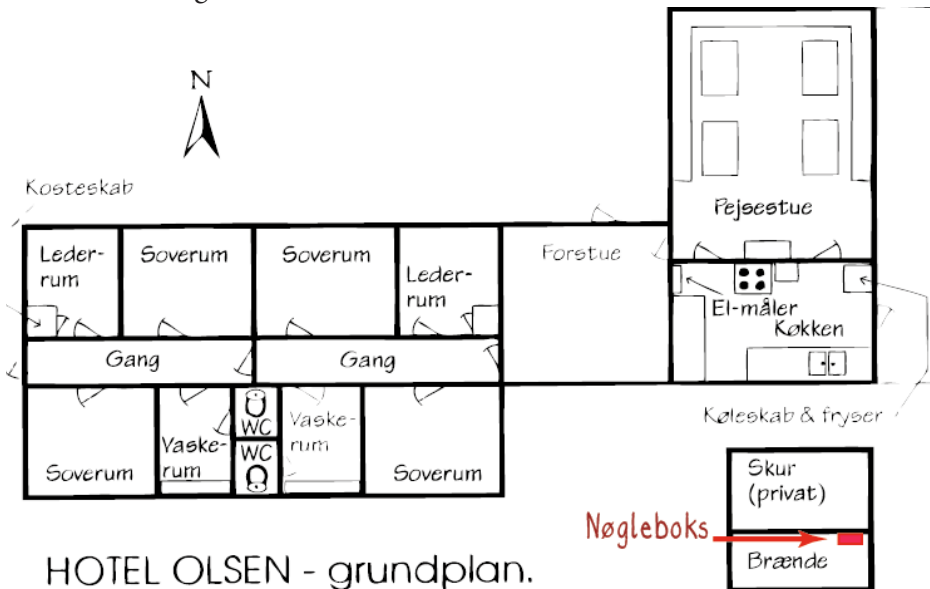 N
Kosteskab
Pejsestue
Leder-
rum
Soverum
Soverum
Leder-
rum
Forstue
El-måler
Køkken
Gang
Gang
Køleskab & fryser
Soverum
Vaske-
rum
WC
WC
Vaske-
rum
Soverum
Skur
(privat)
Nøgleboks
Brænde
HOTEL OLSEN - grundplan.